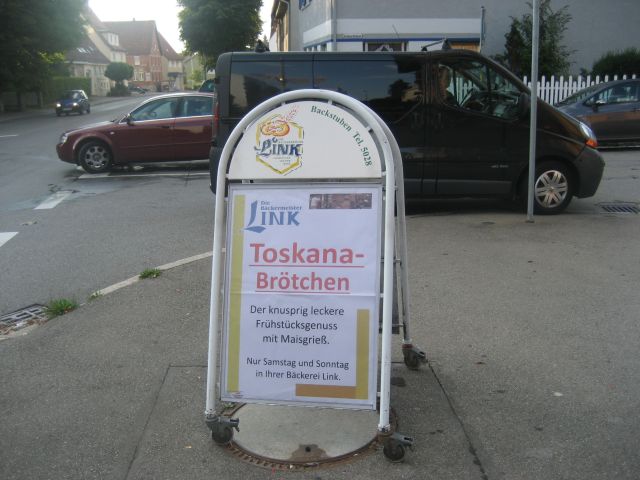 LINK
Backstuben Tel. 5028
Die
Bäckermeister
LINK
Toskana-
Brötchen
Der knusprig leckere
Frühstücksgenuss
mit Maisgrieß.
Nur Samstag und Sonntag
in Ihrer Bäckerei Link.